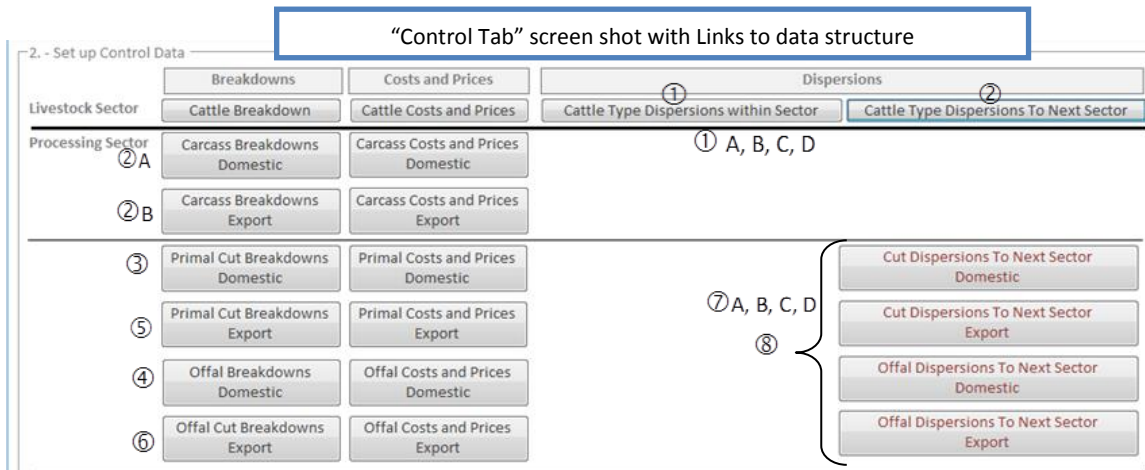 “Control Tab” screen shot with Links to data structure
2. - Set up Control Data
Breakdowns Costs and Prices Dispersions
① ②
Livestock Sector Cattle Breakdown Cattle Costs and Prices Cattle Type Dispersions within Sector Cattle Type Dispersions To Next Sector
Processing Sector
②A
Carcass Breakdowns
Domestic
Carcass Costs and Prices
Domestic
① A, B, C, D
②B
Carcass Breakdowns
Export
Carcass Costs and Prices
Export
③
Primal Cut Breakdowns
Domestic
Primal Costs and Prices
Domestic
Cut Dispersions To Next Sector
Domestic
⑦A, B, C, D
⑧
⑤
Primal Cut Breakdowns
Export
Primal Costs and Prices
Export
Cut Dispersions To Next Sector
Export
④
Offal Breakdowns
Domestic
Offal Costs and Prices
Domestic
Offal Dispersions To Next Sector
Domestic
⑥
Offal Cut Breakdowns
Export
Offal Costs and Prices
Export
Offal Dispersions To Next Sector
Export